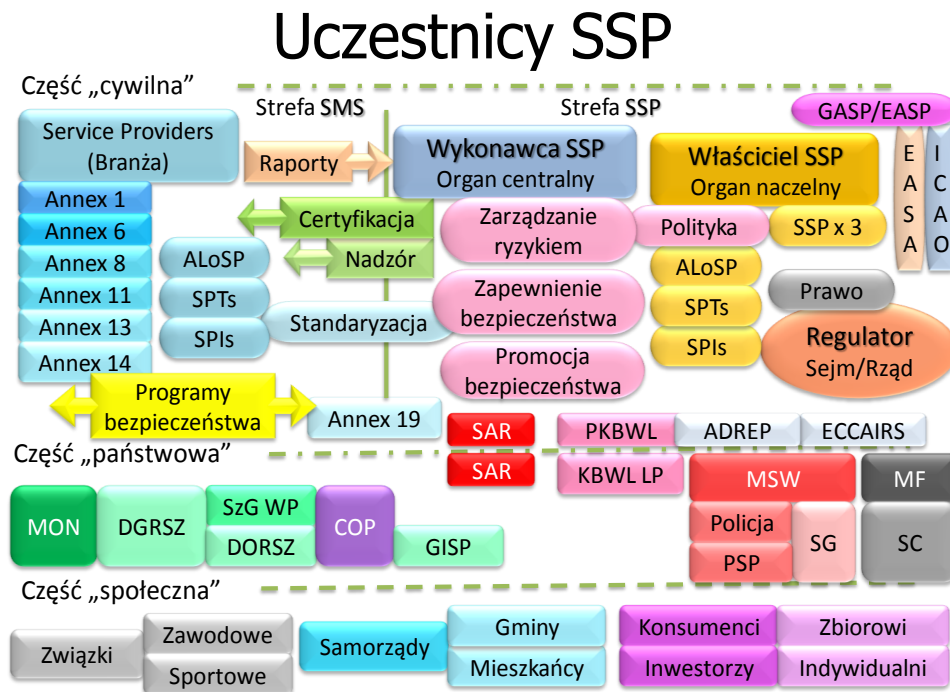 Uczestnicy SSP
Część „cywilna”
Strefa SMS
Strefa SSP
GASP/EASP
Service Providers
(Branża)
Raporty
Wykonawca SSP
Organ centralny
Właściciel SSP
Organ naczelny
E
A
S
A
I
C
A
O
Annex 1
Annex 6
Annex 8
Annex 11
Annex 13
Annex 14
Certyfikacja
Nadzór
ALoSP
SPTs
SPIs
Standaryzacja
Zarządzanie
ryzykiem
Zapewnienie
bezpieczeństwa
Promocja
bezpieczeństwa
Polityka
SSP x 3
ALoSP
SPTs
SPIs
Prawo
Regulator
Sejm/Rząd
Programy
bezpieczeństwa
Annex 19
SAR
PKBWL
ADREP
ECCAIRS
Część „państwowa”
SAR
KBWL LP
MSW
MF
MON
DGRSZ
SzG WP
DORSZ
COP
GISP
Policja
PSP
SG
SC
Część „społeczna”
Związki
Zawodowe
Sportowe
Samorządy
Gminy
Mieszkańcy
Konsumenci
Inwestorzy
Zbiorowi
Indywidualni